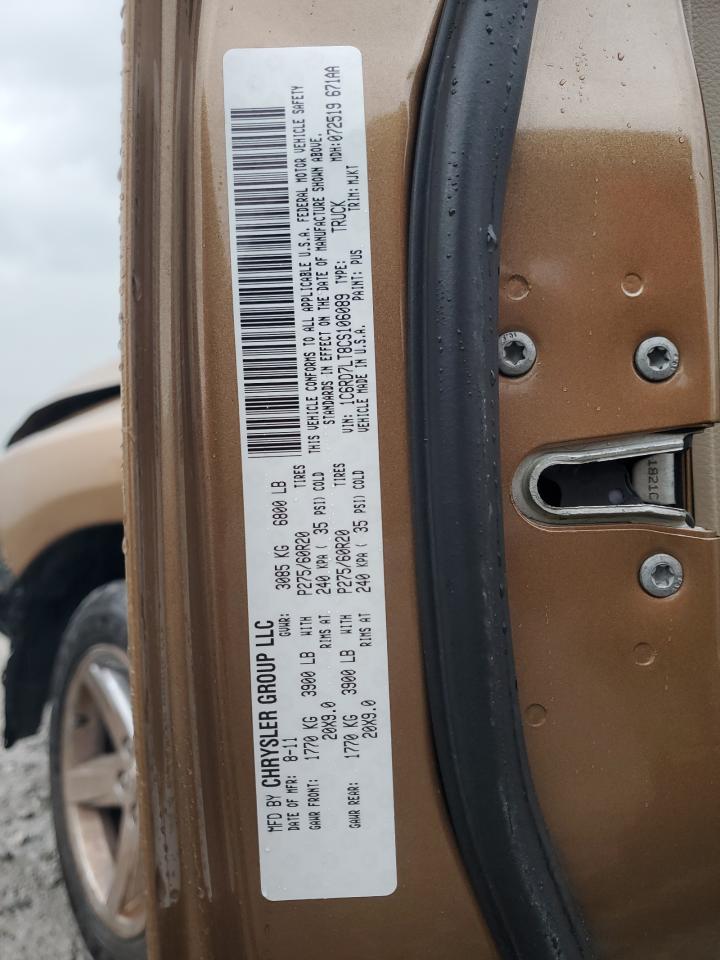 MFD BY CHRYSLER GROUP LLC
DATE OF MFR: 8-11 GVWR: 3085 KG 6800 LB
GAWR FRONT: 1770 KG 3900 LB WITH P275/60R20 TIRES
20X9.0 RIMS AT 240 KPA ( 35 PSI) COLD
GAWR REAR: 1770 KG 3900 LB WITH P275/60R20 TIRES
20X9.0 RIMS AT 240 KPA ( 35 PSI) COLD
THIS VEHICLE CONFORMS TO ALL APPLICABLE U.S.A. FEDERAL MOTOR VEHICLE SAFETY
STANDARDS IN EFFECT ON THE DATE OF MANUFACTURE SHOWN ABOVE.
VIN: 1C6RD7LT8CS106089 TYPE: TRUCK MDH:072519 671AA
VEHICLE MADE IN U.S.A. PAINT: PUS TRIM:MJKT